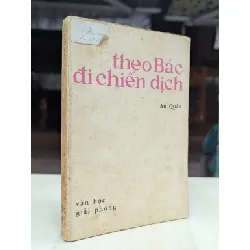 theo Bác
đi chiến dịch
văn học
giải phóng